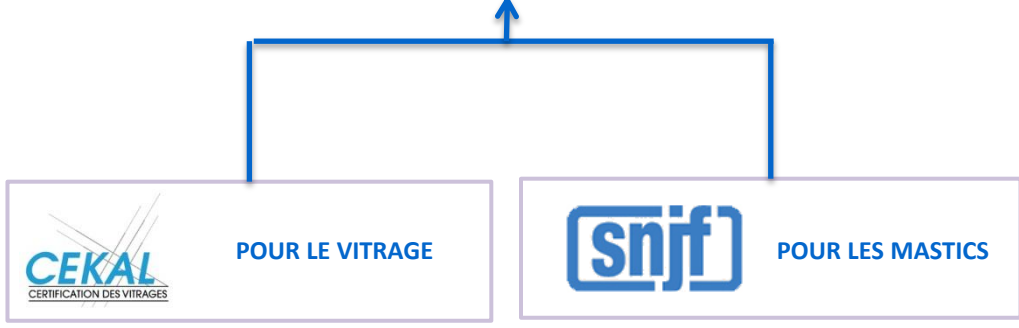 CEKAL
CERTIFICATION DES VITRAGES
POUR LE VITRAGE
snjf
POUR LES MASTICS